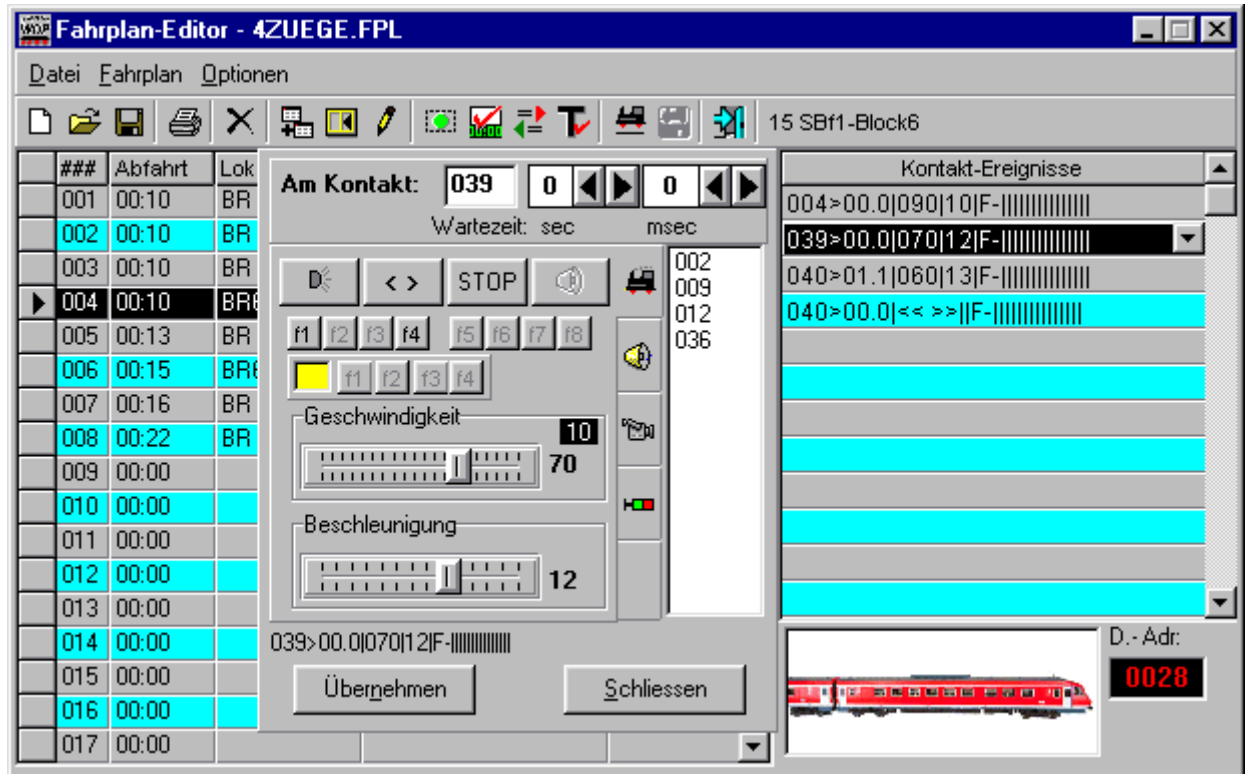 Fahrplan-Editor - 4ZUEGE.FPL
Datei Fahrplan Optionen
15 SBf1-Block6
### Abfahrt Lok
001 00:10 BR
002 00:10 BR
003 00:10 BR
004 00:10
005 00:13 BR
006 00:15
007 00:16 BR
008 00:22 BR
009 00:00
010 00:00
011 00:00
012 00:00
013 00:00
014 00:00
015 00:00
016 00:00
017 00:00
Am Kontakt: 039 0 0
Wartezeit: sec msec
< > STOP
f1 f2 f3 f4 f5 f6 f7 f8
f1 f2 f3 f4
Geschwindigkeit
10
70
Beschleunigung
12
002
009
012
036
039>00.0|070|12|F-||||||||||||||
Übernehmen Schliessen
Kontakt-Ereignisse
004>00.0|090|10|F-||||||||||||||
039>00.0|070|12|F-||||||||||||||
040>01.1|060|13|F-||||||||||||||
040>00.0|<< >>||F-||||||||||||||
D.- Adr:
0028